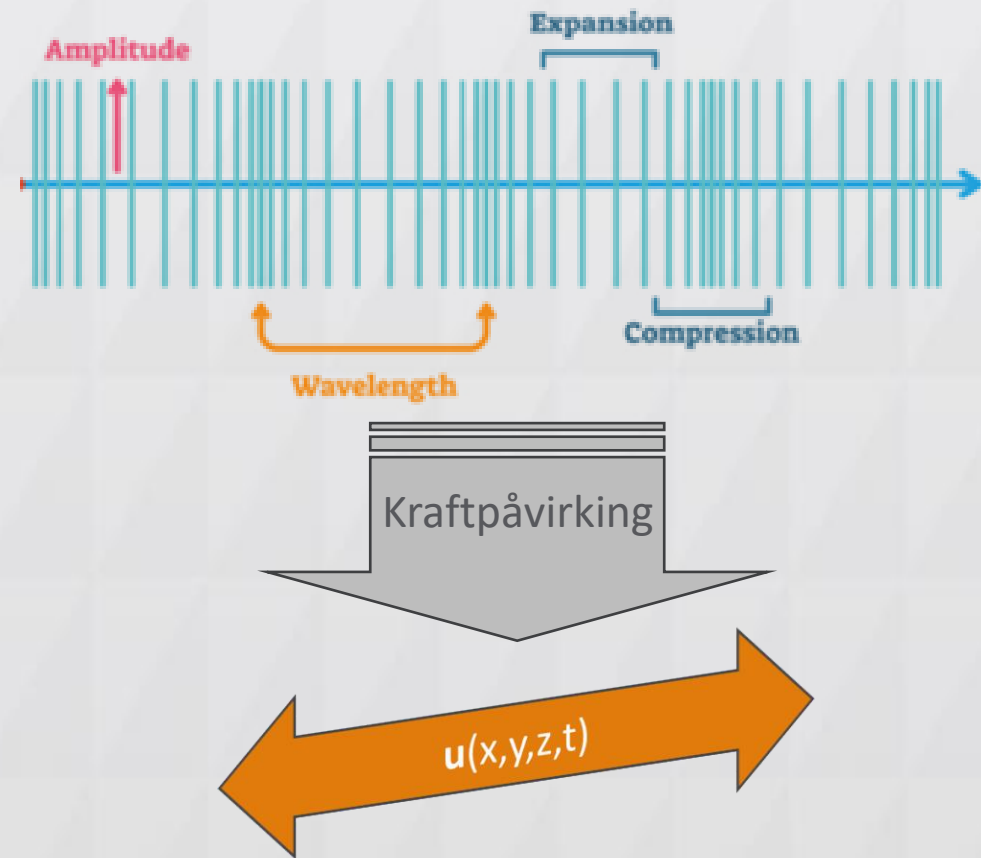 Expansion
Amplitude
Compression
Wavelength
Kraftpåvirking
u(x,y,z,t)